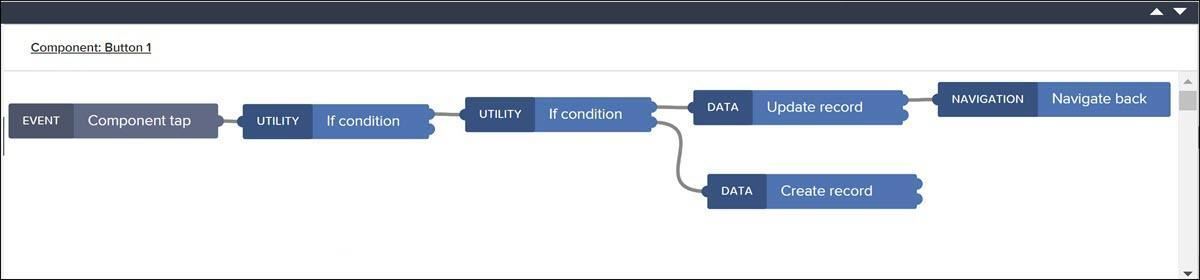 Component: Button 1
EVENT Component tap
UTILITY If condition
UTILITY If condition
DATA Update record
NAVIGATION Navigate back
DATA Create record